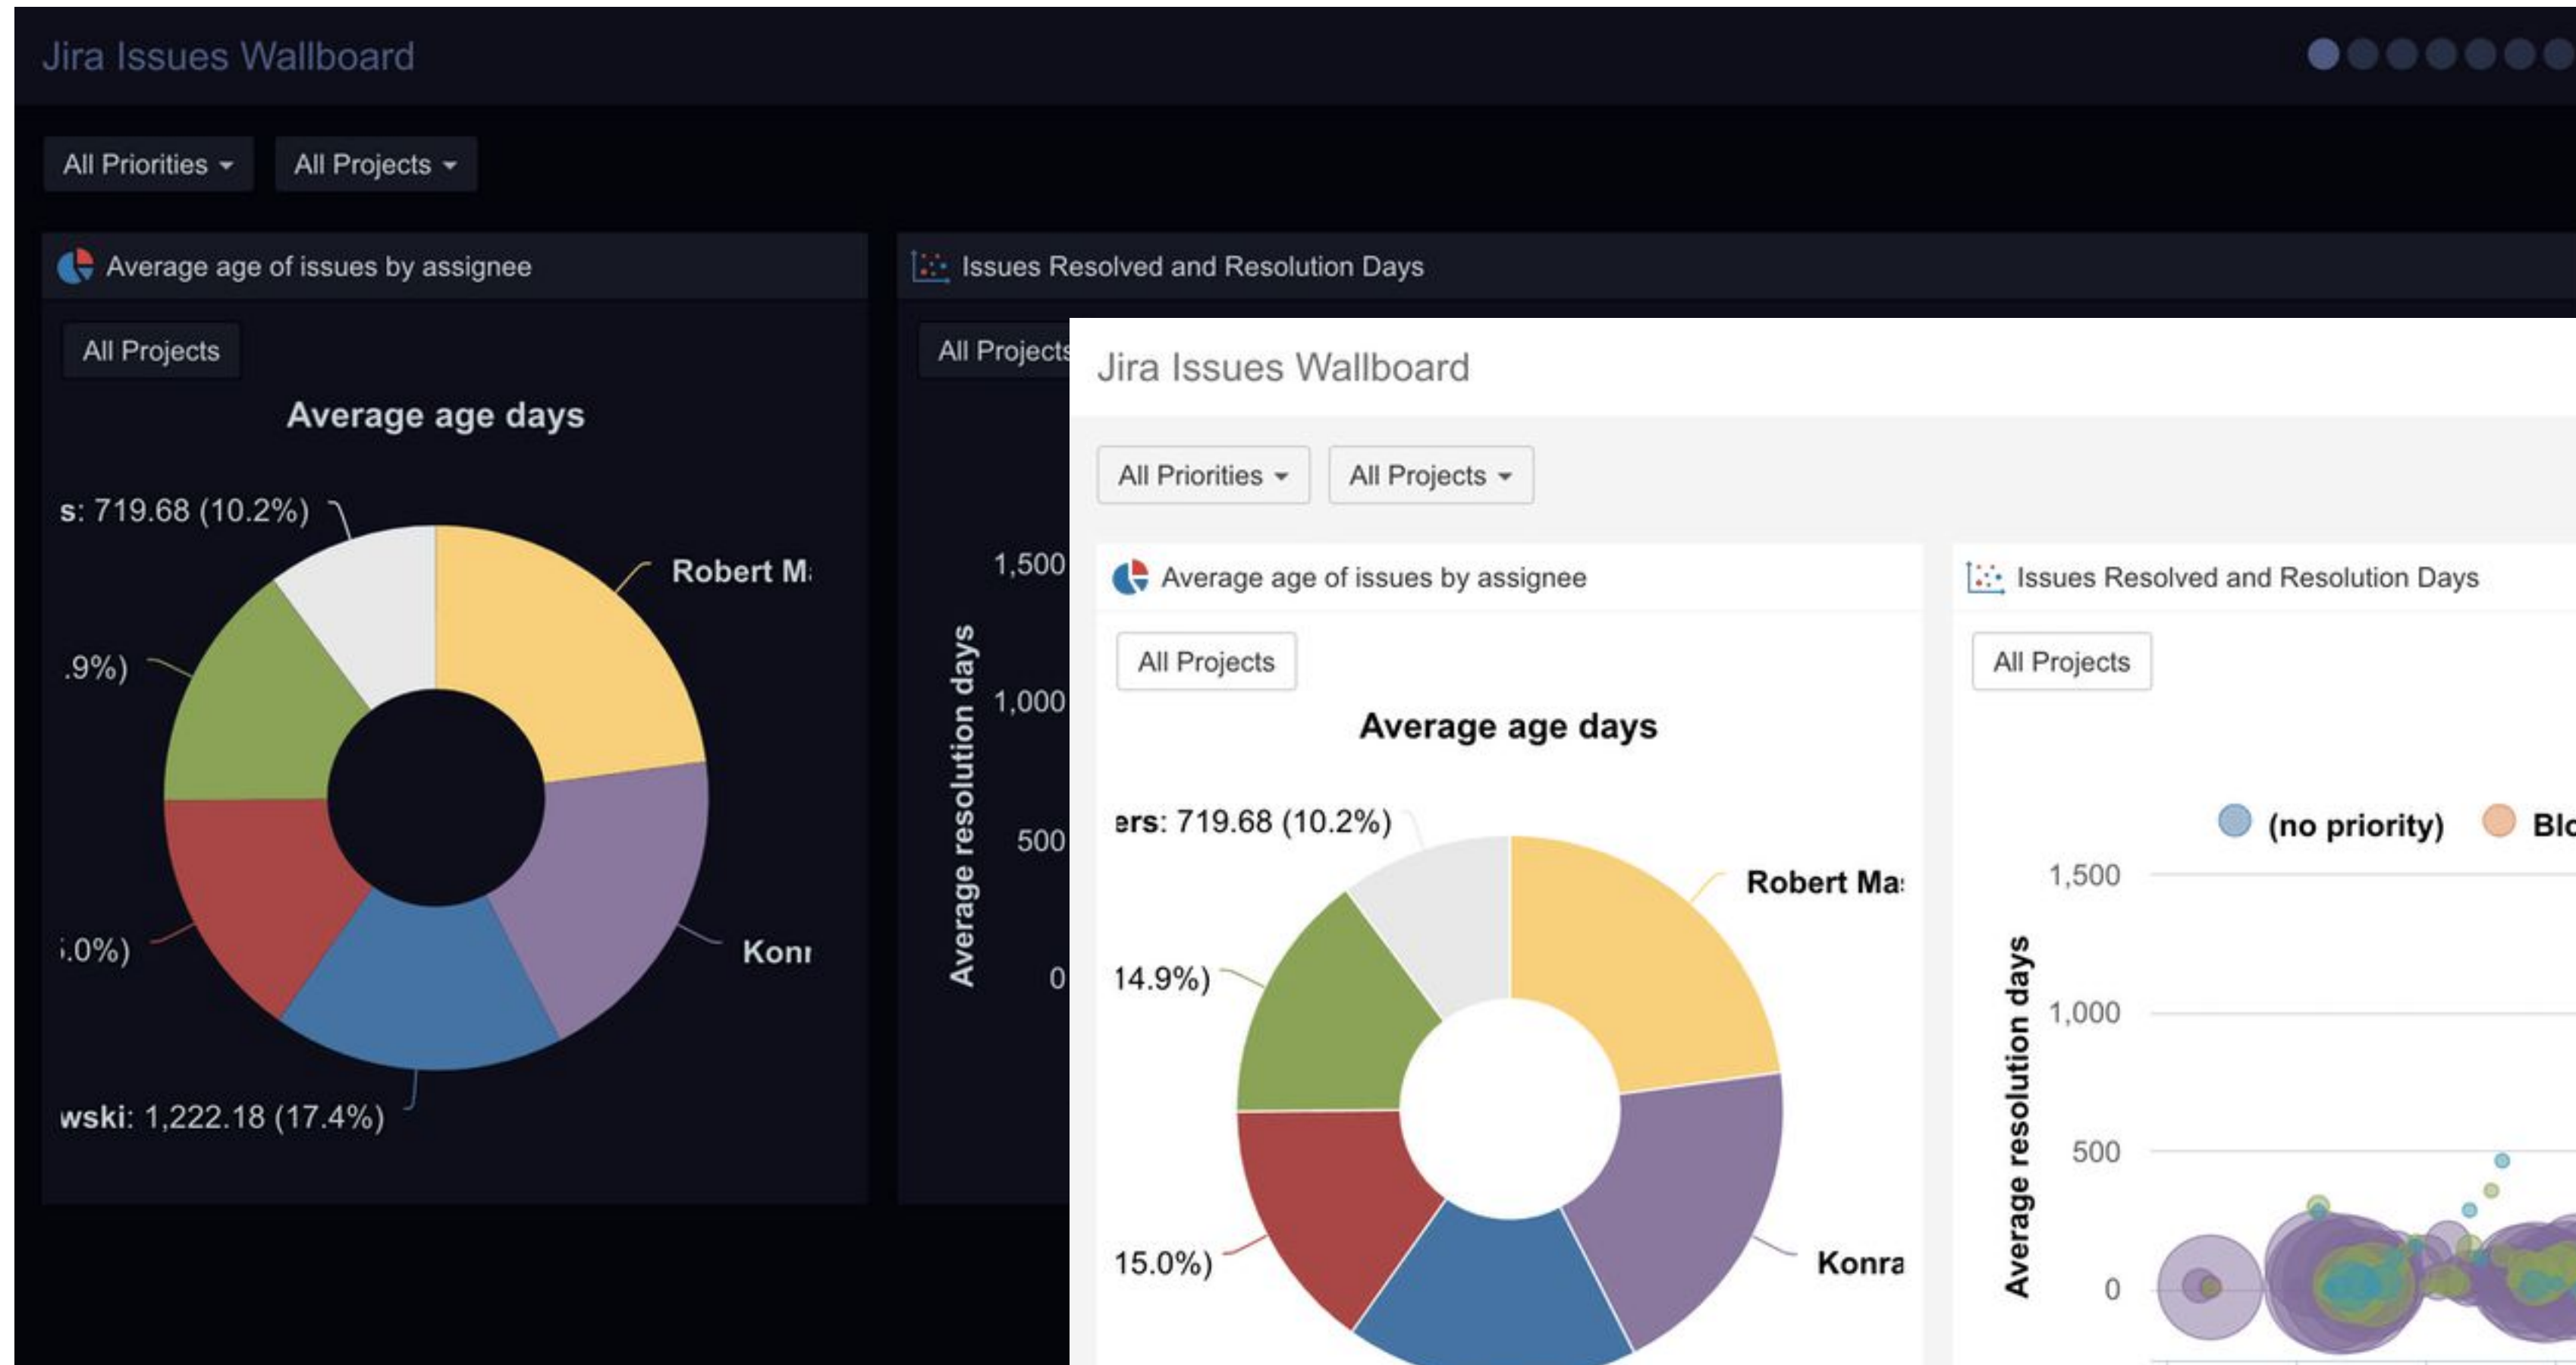 Jira Issues Wallboard
All Priorities All Projects
Average age of issues by assignee
All Projects
Average age days
s: 719.68 (10.2%)
Robert
.9%)
.0%)
wski: 1,222.18 (17.4%)
Issues Resolved and Resolution Days
All Projects
Average resolution days
1,500
1,000
500
0
Jira Issues Wallboard
All Priorities All Projects
Average age of issues by assignee
All Projects
Average age days
ers: 719.68 (10.2%)
Robert Ma
14.9%)
15.0%)
Konra
Issues Resolved and Resolution Days
All Projects
(no priority) Blo
Average resolution days
1,500
1,000
500
0